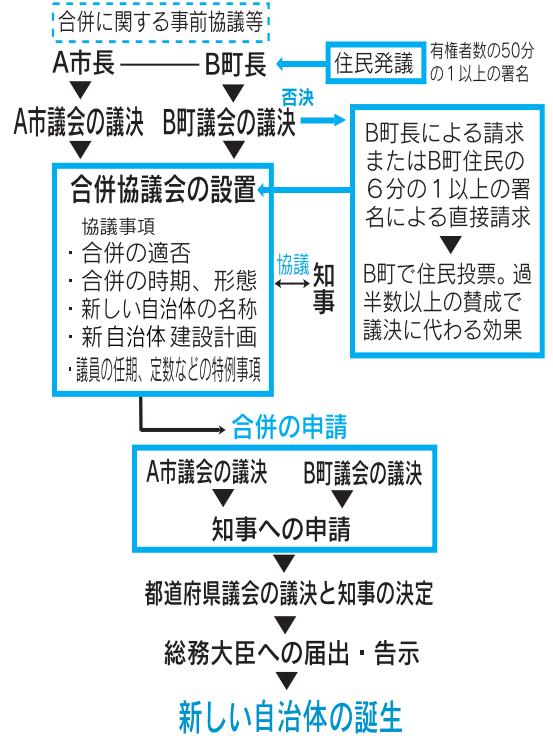 合併に関する事前協議等
A市長
B町長
住民発議
有権者数の50分
の１以上の署名
A市議会の議決
B町議会の議決
否決
B町長による請求
またはB町住民の
６分の１以上の署
名による直接請求
B町で住民投票。過
半数以上の賛成で
議決に代わる効果
合併協議会の設置
協議事項
・合併の適否
・合併の時期、形態
・新しい自治体の名称
・新自治体建設計画
・議員の任期、定数などの特例事項
協議
知
事
合併の申請
A市議会の議決
B町議会の議決
知事への申請
都道府県議会の議決と知事の決定
総務大臣への届出・告示
新しい自治体の誕生